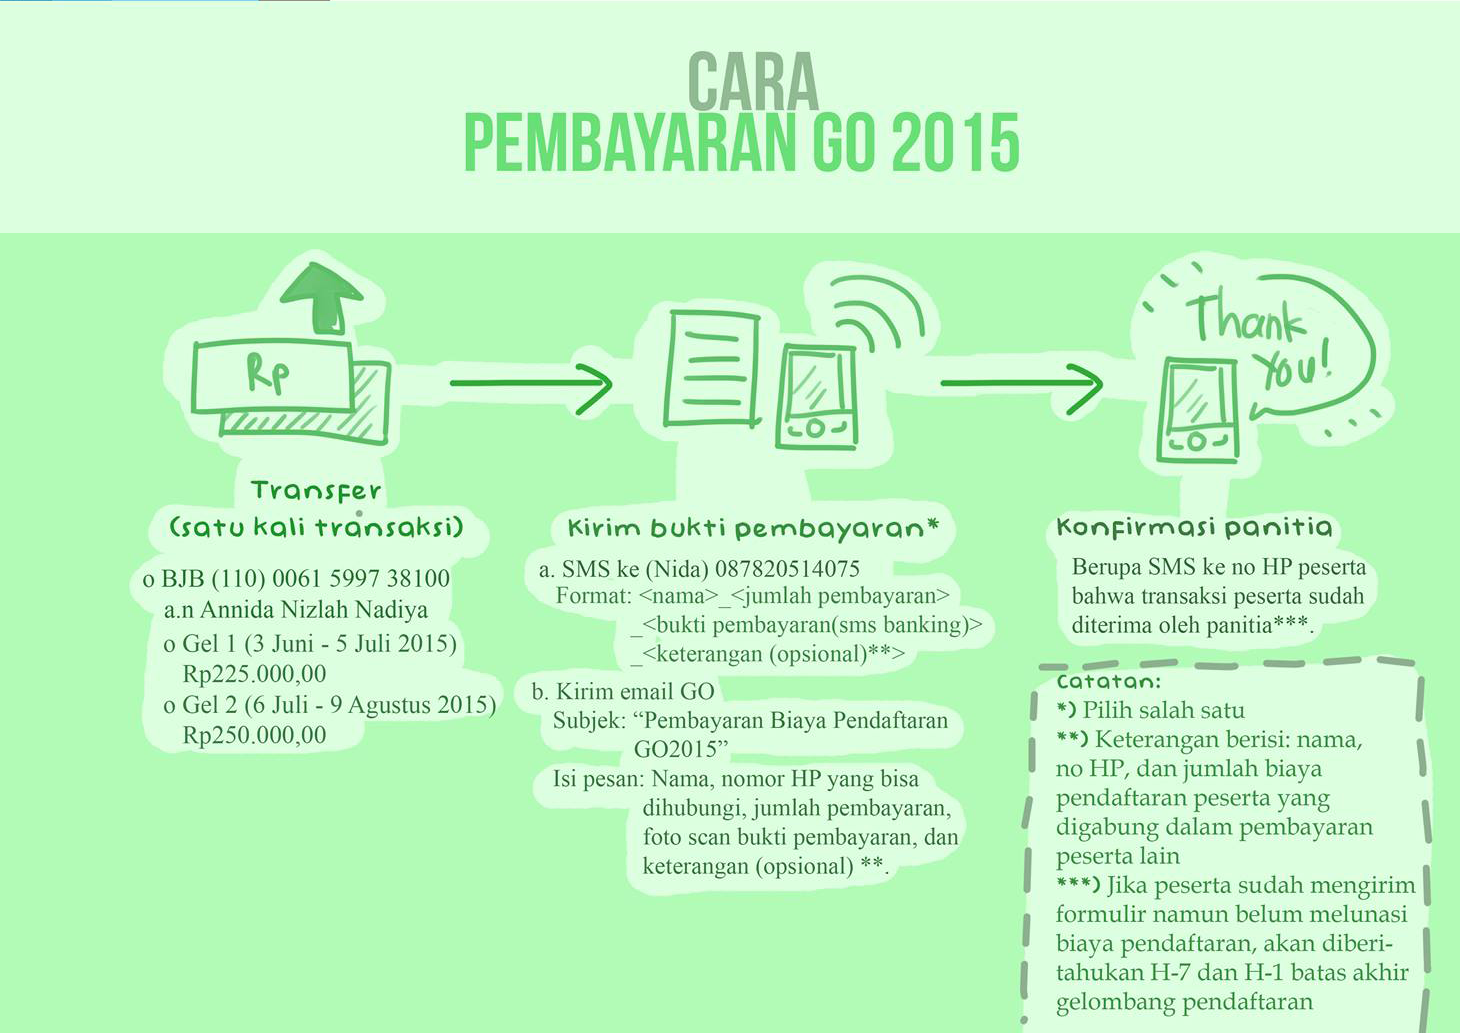 CARA
PEMBAYARAN GO 2015
Rp
Thank
You!
Transfer
(satu kali transaksi)
o BJB (110) 0061 5997 38100
a.n Annida Nizlah Nadiya
o Gel 1 (3 Juni - 5 Juli 2015)
Rp225.000,00
o Gel 2 (6 Juli - 9 Agustus 2015)
Rp250.000,00
Kirim bukti pembayaran*
a. SMS ke (Nida) 087820514075
Format: <nama>_<jumlah pembayaran>
_<bukti pembayaran(sms banking)>
_<keterangan (opsional)**>
b. Kirim email GO
Subjek: “Pembayaran Biaya Pendaftaran
GO2015”
Isi pesan: Nama, nomor HP yang bisa
dihubungi, jumlah pembayaran,
foto scan bukti pembayaran, dan
keterangan (opsional) **.
Konfirmasi panitia
Berupa SMS ke no HP peserta
bahwa transaksi peserta sudah
diterima oleh panitia***.
Catatan:
*) Pilih salah satu
**) Keterangan berisi: nama,
no HP, dan jumlah biaya
pendaftaran peserta yang
digabung dalam pembayaran
peserta lain
***) Jika peserta sudah mengirim
formulir namun belum melunasi
biaya pendaftaran, akan diberi-
tahukan H-7 dan H-1 batas akhir
gelombang pendaftaran